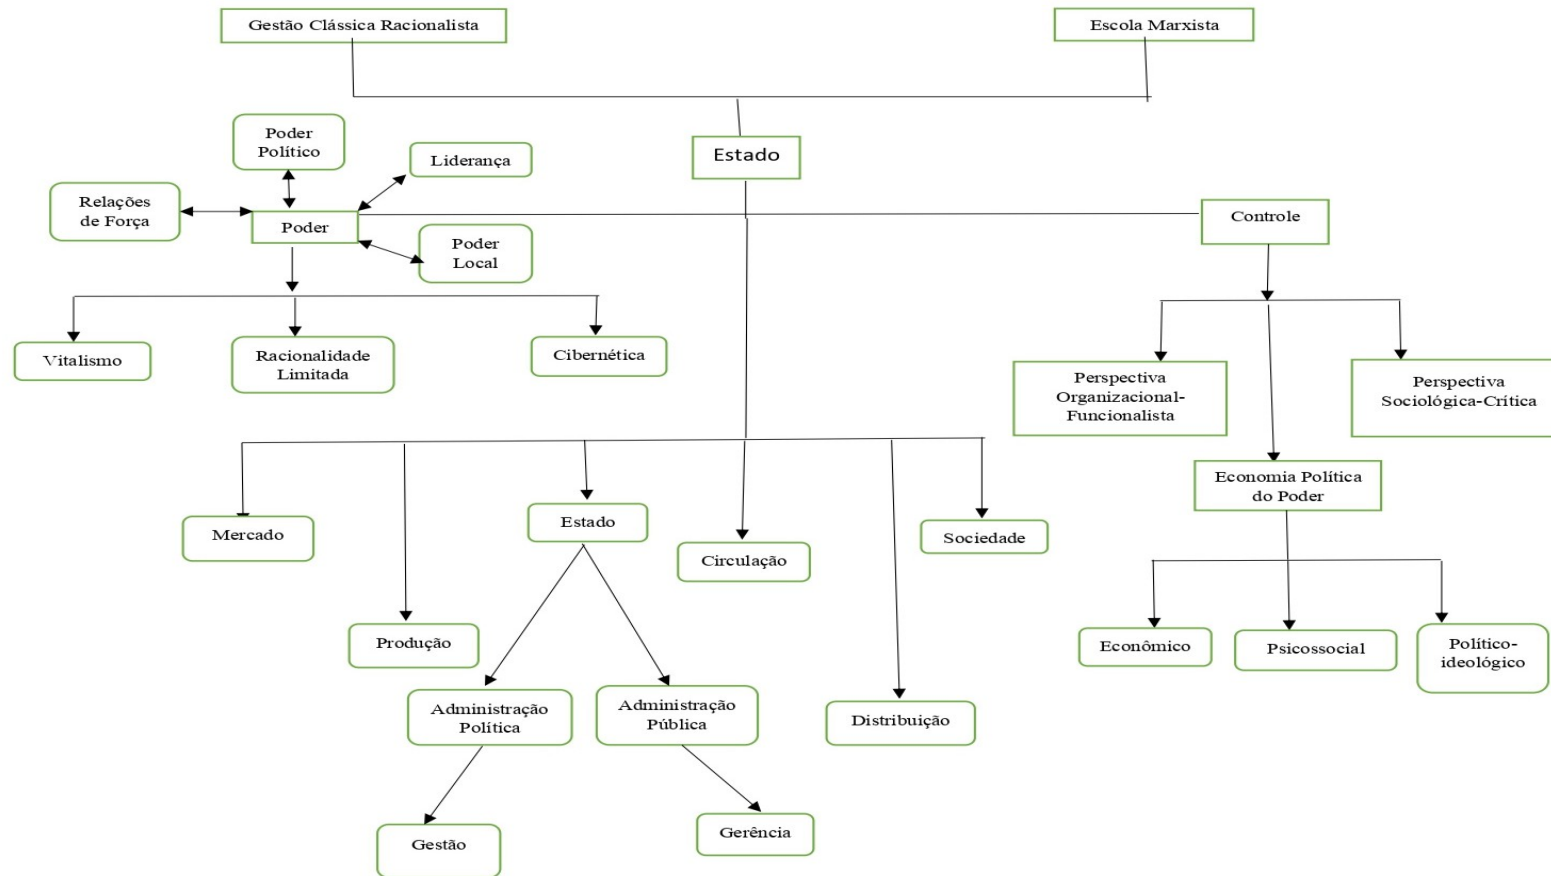 Gestão Clássica Racionalista
Escola Marxista
Poder
Político
Liderança
Estado
Relações
de Força
Poder
Controle
Poder
Local
Vitalismo
Racionalidade
Limitada
Cibernética
Perspectiva
Organizacional-
Funcionalista
Perspectiva
Sociológica-Crítica
Economia Política
do Poder
Mercado
Estado
Circulação
Sociedade
Produção
Econômico
Psicossocial
Político-
ideológico
Administração
Política
Administração
Pública
Distribuição
Gestão
Gerência